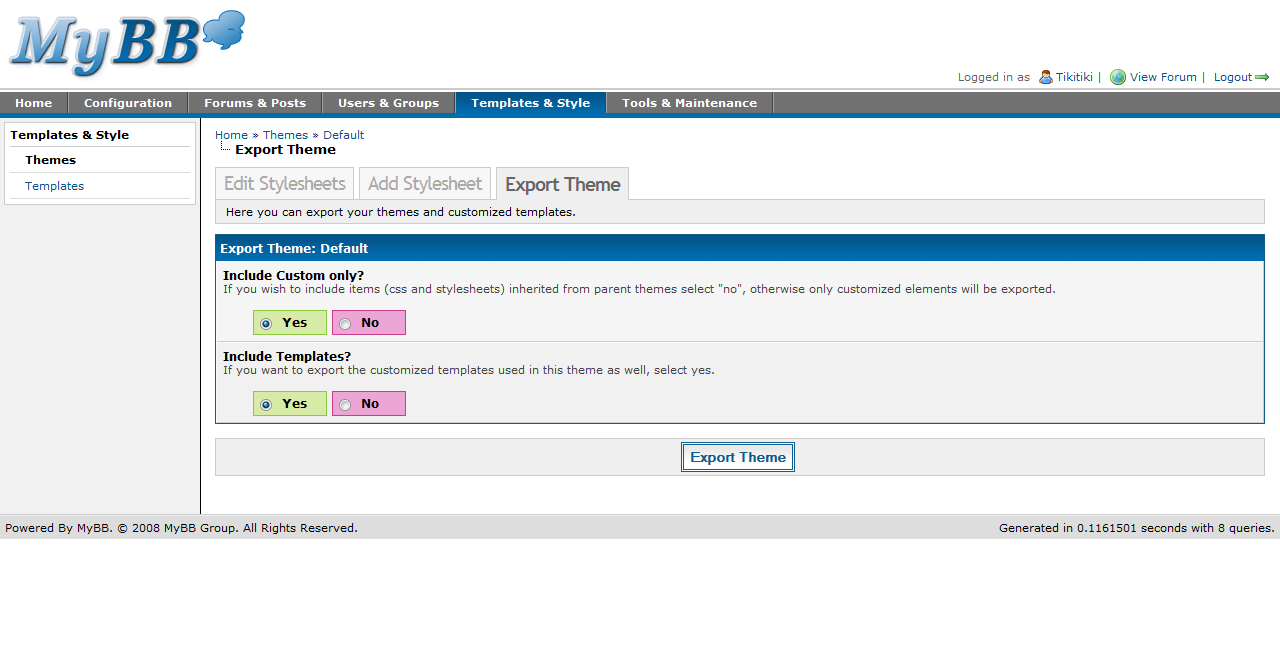 MyBB
Logged in as Tikitiki | View Forum | Logout
Home Configuration Forums & Posts Users & Groups Templates & Style Tools & Maintenance
Templates & Style
Themes
Templates
Home » Themes » Default
Export Theme
Edit Stylesheets Add Stylesheet Export Theme
Here you can export your themes and customized templates.
Export Theme: Default
Include Custom only?
If you wish to include items (css and stylesheets) inherited from parent themes select "no", otherwise only customized elements will be exported.
Yes No
Include Templates?
If you want to export the customized templates used in this theme as well, select yes.
Yes No
Export Theme
Powered By MyBB. © 2008 MyBB Group. All Rights Reserved. Generated in 0.1161501 seconds with 8 queries.